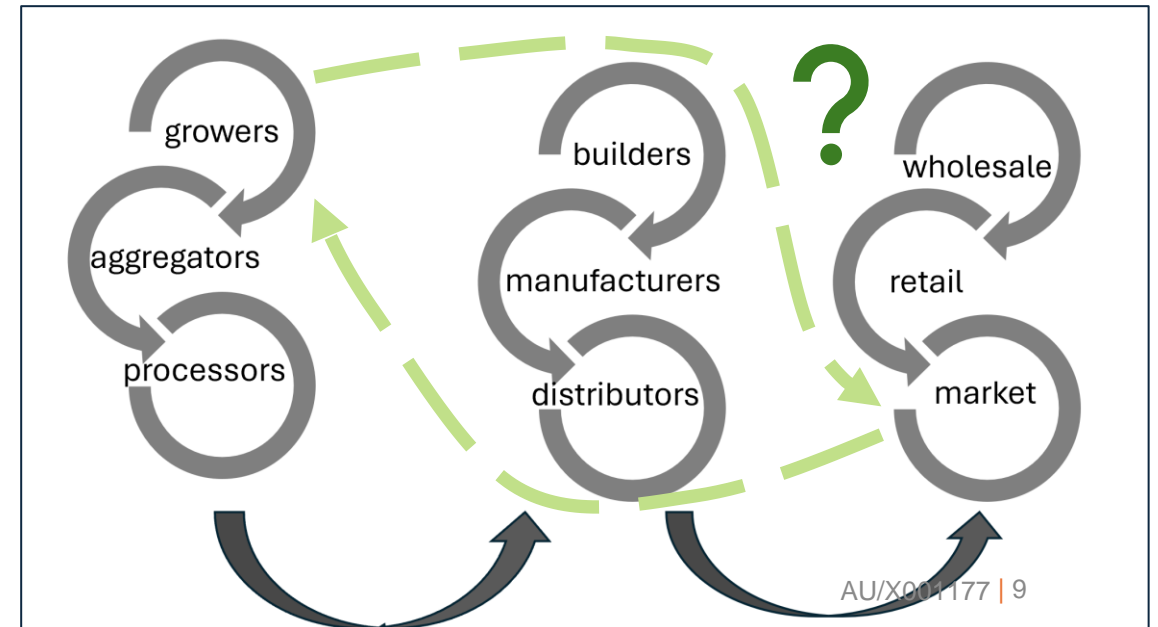 growers
aggregators
processors
builders
manufacturers
distributors
?
wholesale
retail
market
AU/X001177 | 9